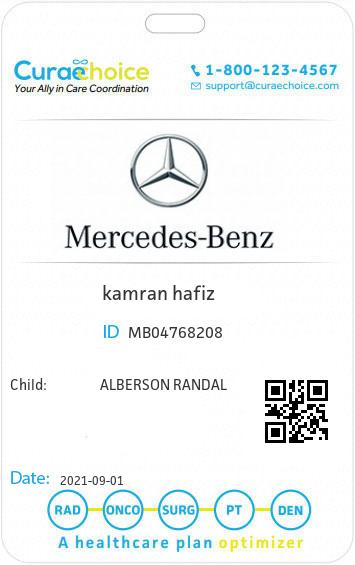 Curaechoice
Your Ally in Care Coordination
1-800-123-4567
support@curaechoice.com
Mercedes-Benz
kamran hafiz
ID MB04768208
Child: ALBERSON RANDAL
Date: 2021-09-01
RAD ONCO SURG PT DEN
A healthcare plan optimizer